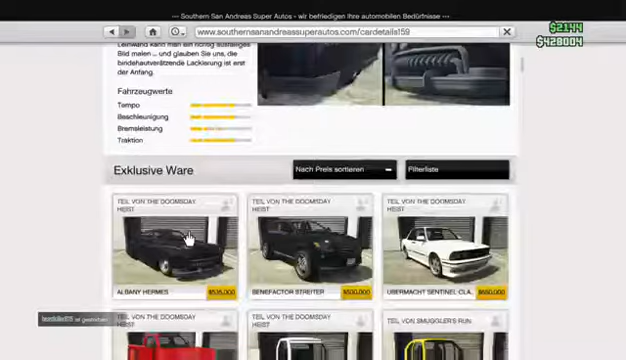 --- Southern San Andreas Super Autos - wir befriedigen Ihre automobilen Bedürfnisse ---
www.southernsanandreassuperautos.com/cardetails159
$2144
$428004
Leinwand kann man ein richtig auffälliges
Bild malen ... und glauben Sie uns, die
bindehautverätzende Lackierung ist erst
der Anfang.
Fahrzeugwerte
Tempo
Beschleunigung
Bremsleistung
Traktion
Exklusive Ware
Nach Preis sortieren
Filterliste
TEIL VON THE DOOMSDAY
HEIST
ALBANY HERMES
$535,000
TEIL VON THE DOOMSDAY
HEIST
BENEFACTOR STREITER
$500,000
TEIL VON THE DOOMSDAY
HEIST
ÜBERMACHT SENTINEL CLA...
$650,000
ist gestorben.
TEIL VON THE DOOMSDAY
HEIST
TEIL VON THE DOOMSDAY
HEIST
TEIL VON SMUGGLER'S RUN